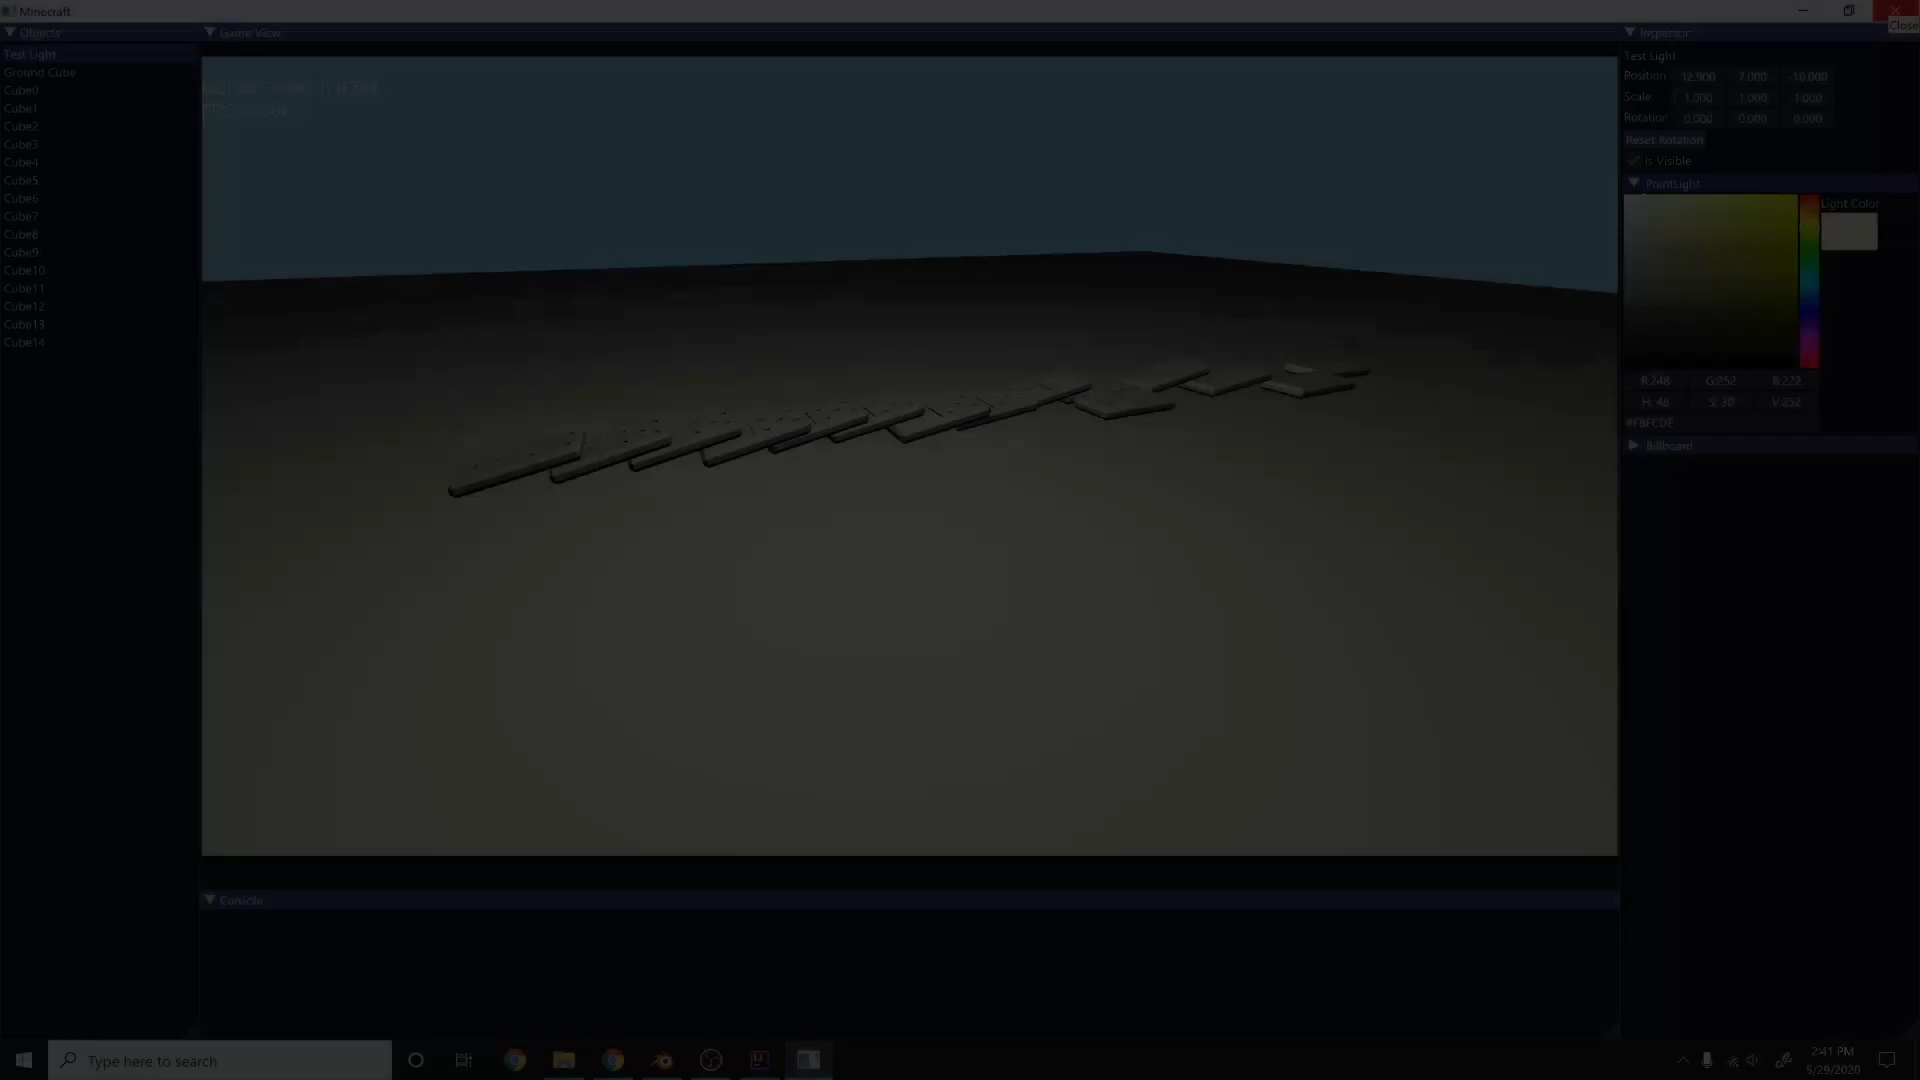 Minecraft
Close
Objects
Game View
Inspector
Test Light
Ground Cube
Cube0
Cube1
Cube2
Cube3
Cube4
Cube5
Cube6
Cube7
Cube8
Cube9
Cube10
Cube11
Cube12
Cube13
Cube14
Test Light
Position 12.900 7.000 -10.000
Scale 1.000 1.000 1.000
Rotation 0.000 0.000 0.000
Reset Rotation
Is Visible
PointLight
Light Color
R:248 G:252 B:222
H: 48 S: 30 V:252
#F8FCDE
Billboard
Console
Type here to search
2:41 PM
5/29/2020